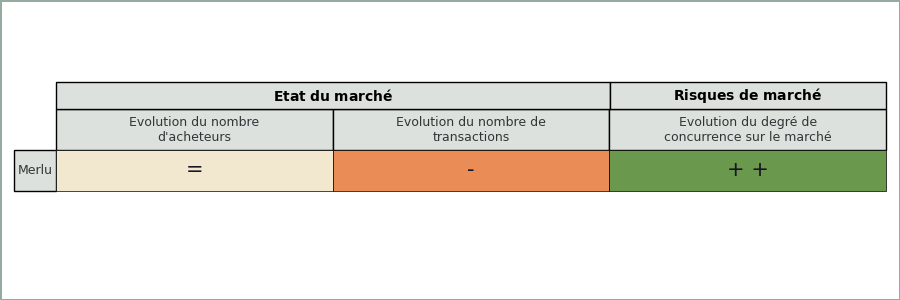 Etat du marché
Risques de marché
Evolution du nombre
d'acheteurs
Evolution du nombre de
transactions
Evolution du degré de
concurrence sur le marché
Merlu
=
-
+ +